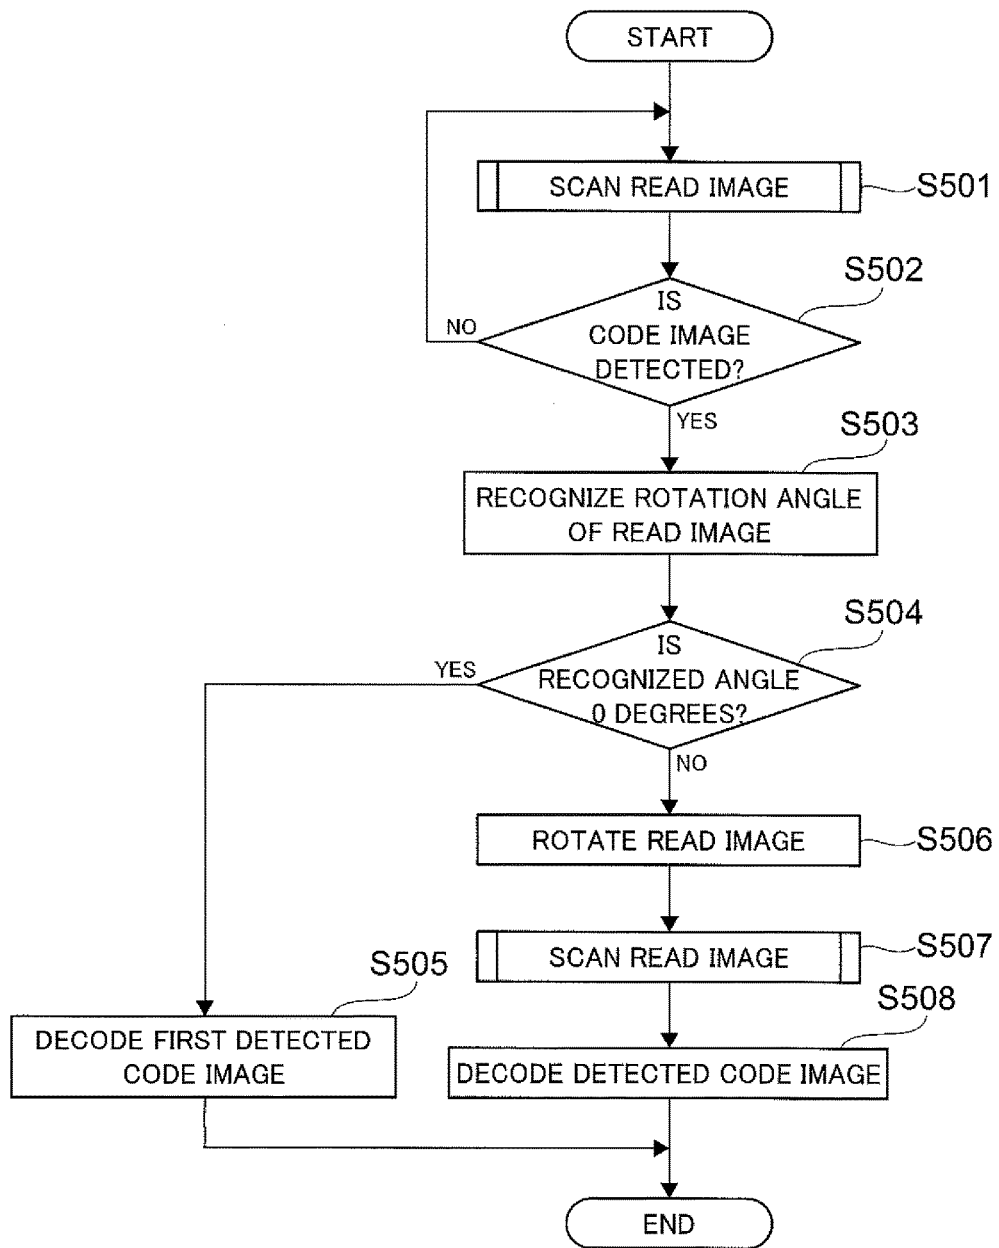 START
SCAN READ IMAGE
S501
S502
IS
CODE IMAGE
DETECTED?
NO
YES
S503
RECOGNIZE ROTATION ANGLE
OF READ IMAGE
S504
IS
RECOGNIZED ANGLE
0 DEGREES?
YES
NO
ROTATE READ IMAGE
S506
SCAN READ IMAGE
S507
S505
DECODE FIRST DETECTED
CODE IMAGE
S508
DECODE DETECTED CODE IMAGE
END